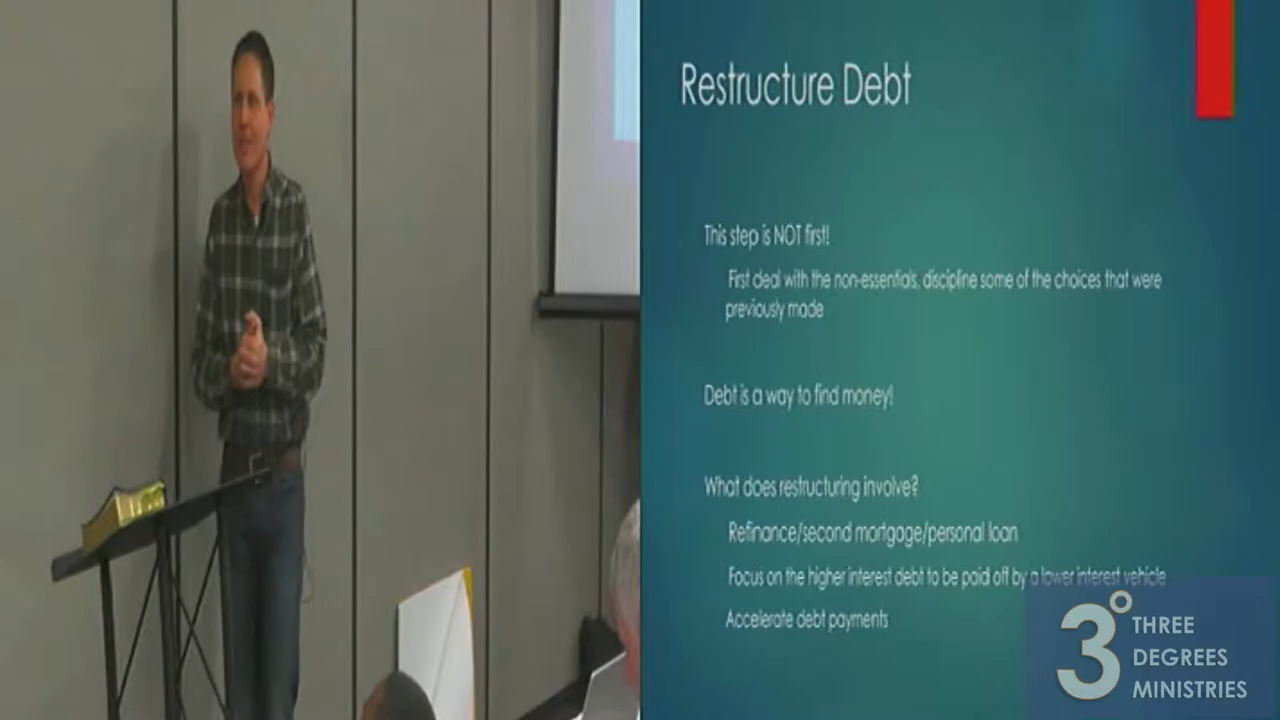 Restructure Debt
This step is NOT first!
First deal with the non-essentials, discipline some of the choices that were
previously made
Debt is a way to find money!
What does restructuring involve?
Refinance/second mortgage/personal loan
Focus on the higher interest debt to be paid off by a lower interest vehicle
Accelerate debt payments
3°
THREE
DEGREES
MINISTRIES